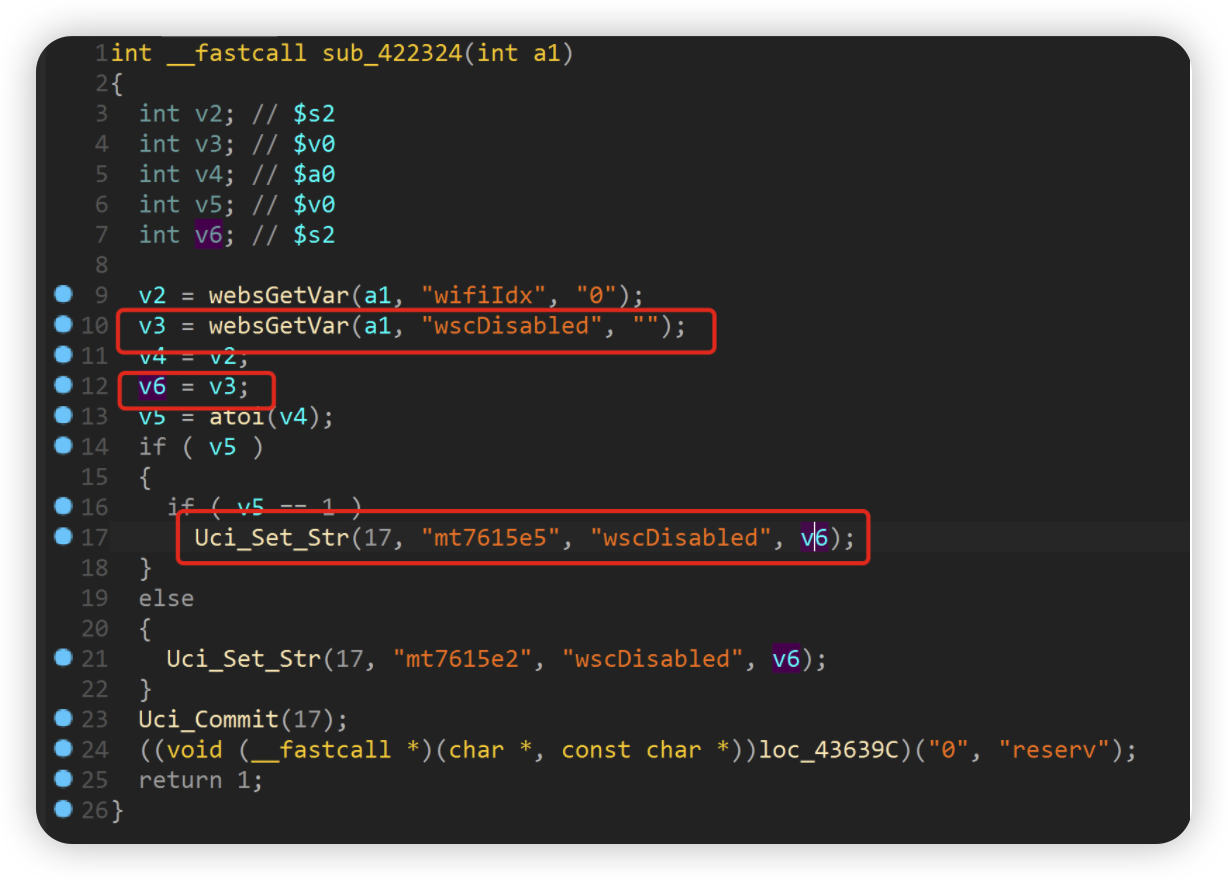 1 int __fastcall sub_422324(int a1)
2 {
3 int v2; // $s2
4 int v3; // $v0
5 int v4; // $a0
6 int v5; // $v0
7 int v6; // $s2
8
9 v2 = websGetVar(a1, "wifiIdx", "0");
10 v3 = websGetVar(a1, "wscDisabled", "");
11 v4 = v2;
12 v6 = v3;
13 v5 = atoi(v4);
14 if ( v5 )
15 {
16 if ( v5 == 1 )
17 Uci_Set_Str(17, "mt7615e5", "wscDisabled", v6);
18 }
19 else
20 {
21 Uci_Set_Str(17, "mt7615e2", "wscDisabled", v6);
22 }
23 Uci_Commit(17);
24 ((void (__fastcall *)(char *, const char *))loc_43639C)("0", "reserv");
25 return 1;
26 }